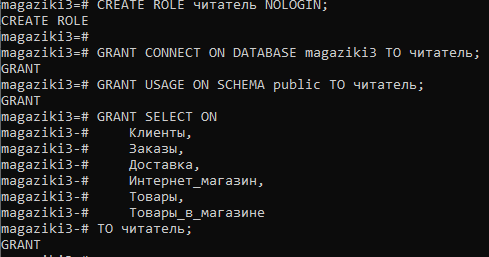 magaziki3=# CREATE ROLE читатель NOLOGIN;
CREATE ROLE
magaziki3=#
magaziki3=# GRANT CONNECT ON DATABASE magaziki3 TO читатель;
GRANT
magaziki3=# GRANT USAGE ON SCHEMA public TO читатель;
GRANT
magaziki3=# GRANT SELECT ON
magaziki3-#     Клиенты,
magaziki3-#     Заказы,
magaziki3-#     Доставка,
magaziki3-#     Интернет_магазин,
magaziki3-#     Товары,
magaziki3-#     Товары_в_магазине
magaziki3-# TO читатель;
GRANT